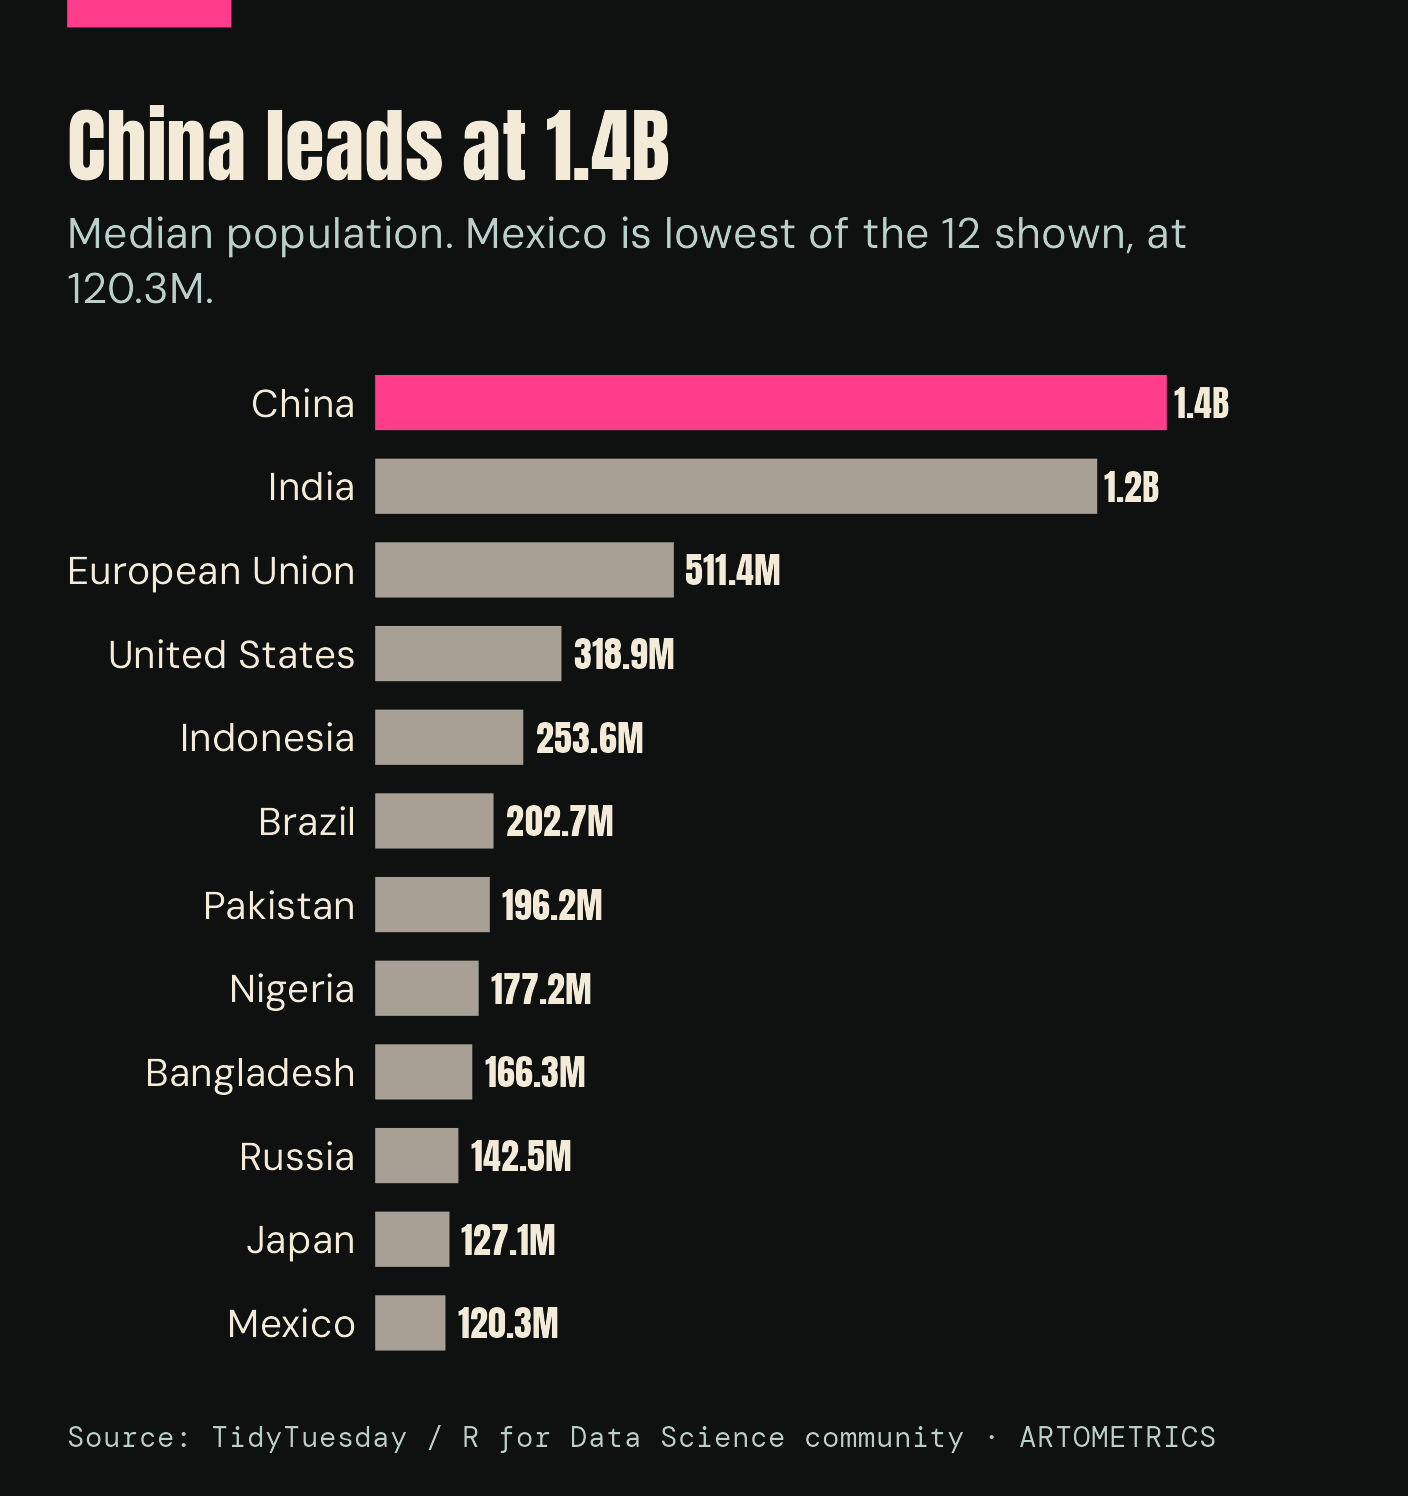 China leads at 1.4B
Median population. Mexico is lowest of the 12 shown, at
120.3M.
China 1.4B
India 1.2B
European Union 511.4M
United States 318.9M
Indonesia 253.6M
Brazil 202.7M
Pakistan 196.2M
Nigeria 177.2M
Bangladesh 166.3M
Russia 142.5M
Japan 127.1M
Mexico 120.3M
Source: TidyTuesday / R for Data Science community · ARTOMETRICS